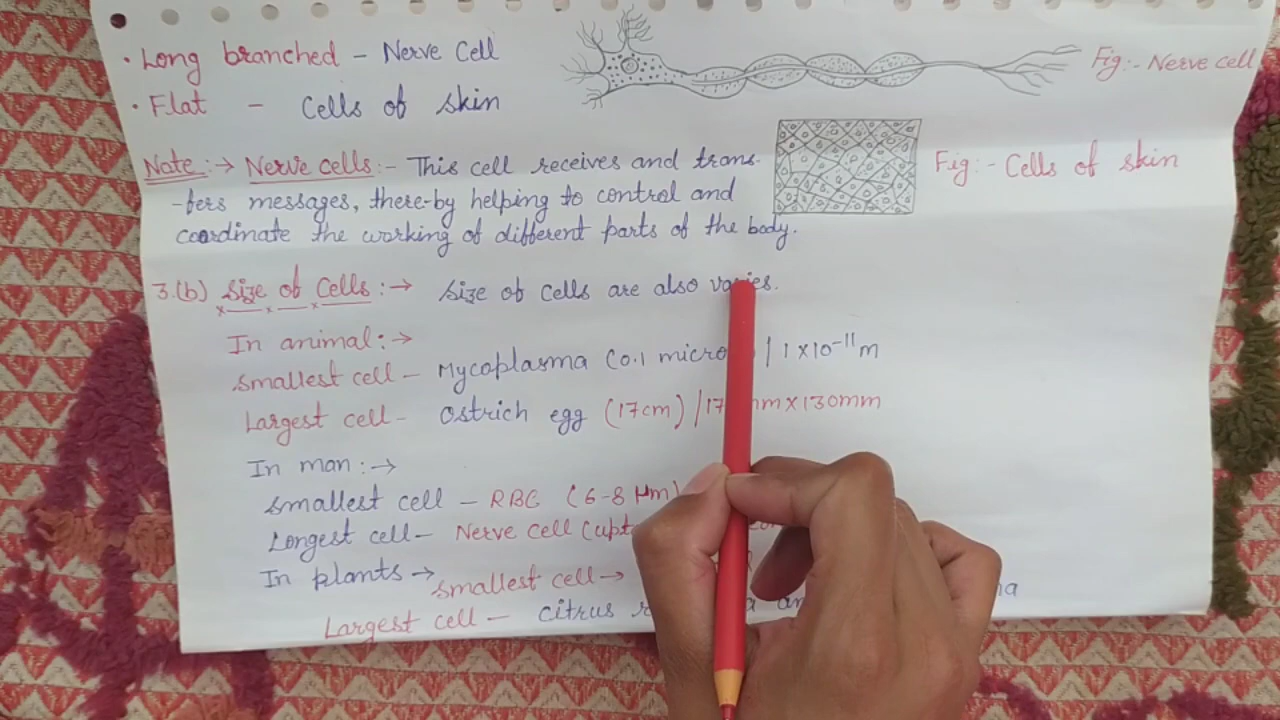 • Long branched - Nerve Cell
Fig:- Nerve cell
• Flat - Cells of skin
Fig:- Cells of skin
Note:→ Nerve cells:- This cell receives and trans-
-fers messages, there-by helping to control and
coordinate the working of different parts of the body.
3.(b) Size of Cells:→ Size of cells are also varies.
In animal:→
Smallest cell - Mycoplasma (0.1 | 1×10⁻¹¹m
Largest cell - Ostrich egg (17cm) / ×130mm
In man:→
Smallest cell - RBC (6-8 μm)
Longest cell - Nerve Cell
In plants → Smallest cell →
Largest cell - citrus